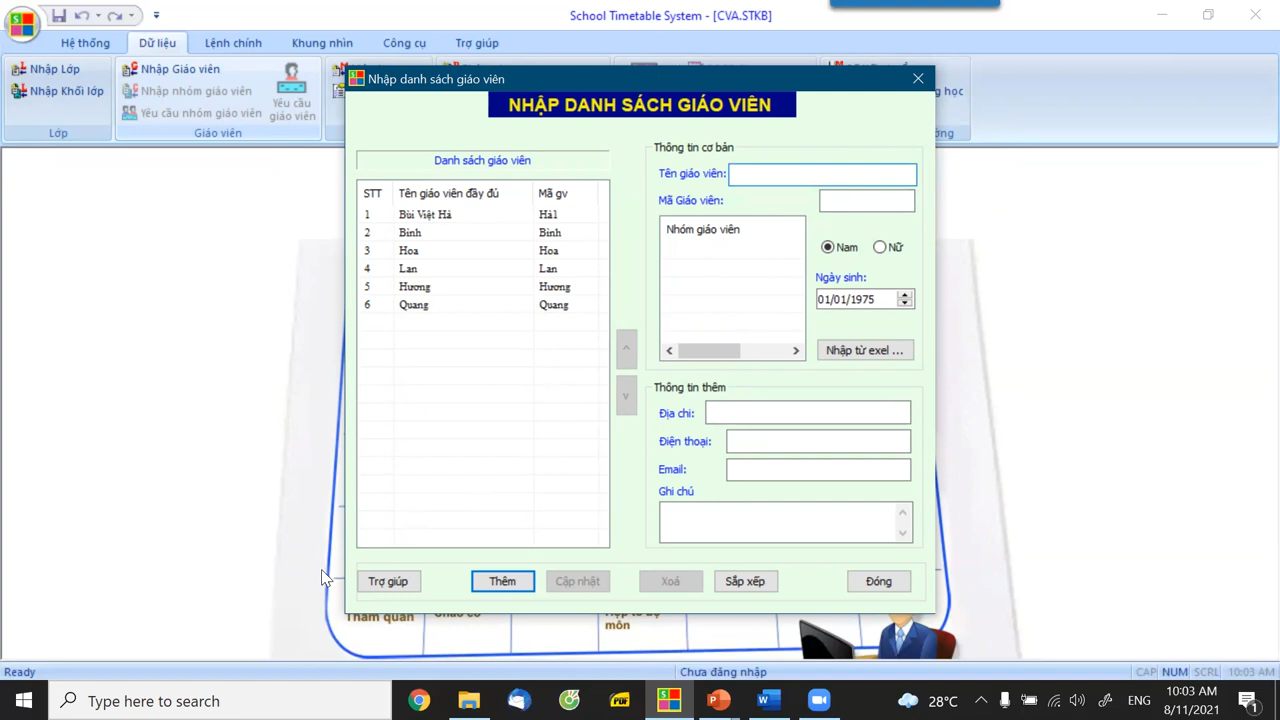 School Timetable System - [CVA.STKB]
Hệ thống Dữ liệu Lệnh chính Khung nhìn Công cụ Trợ giúp
Nhập Lớp
Nhập Khối lớp
Lớp
Nhập Giáo viên
Nhập nhóm giáo viên
Yêu cầu nhóm giáo viên
Yêu cầu
giáo viên
Giáo viên
Nhập danh sách giáo viên
NHẬP DANH SÁCH GIÁO VIÊN
Danh sách giáo viên
STT Tên giáo viên đầy đủ Mã gv
1 Bùi Việt Hà Hà1
2 Bình Bình
3 Hoa Hoa
4 Lan Lan
5 Hương Hương
6 Quang Quang
Thông tin cơ bản
Tên giáo viên:
Mã Giáo viên:
Nhóm giáo viên
Nam Nữ
Ngày sinh:
01/01/1975
Nhập từ exel ...
Thông tin thêm
Địa chỉ:
Điện thoại:
Email:
Ghi chú
Trợ giúp Thêm Cập nhật Xoá Sắp xếp Đóng
Tham quan
môn
Ready Chưa đăng nhập CAP NUM SCRL 10:03 AM
Type here to search
PDF
28°C
ENG
10:03 AM
8/11/2021
1